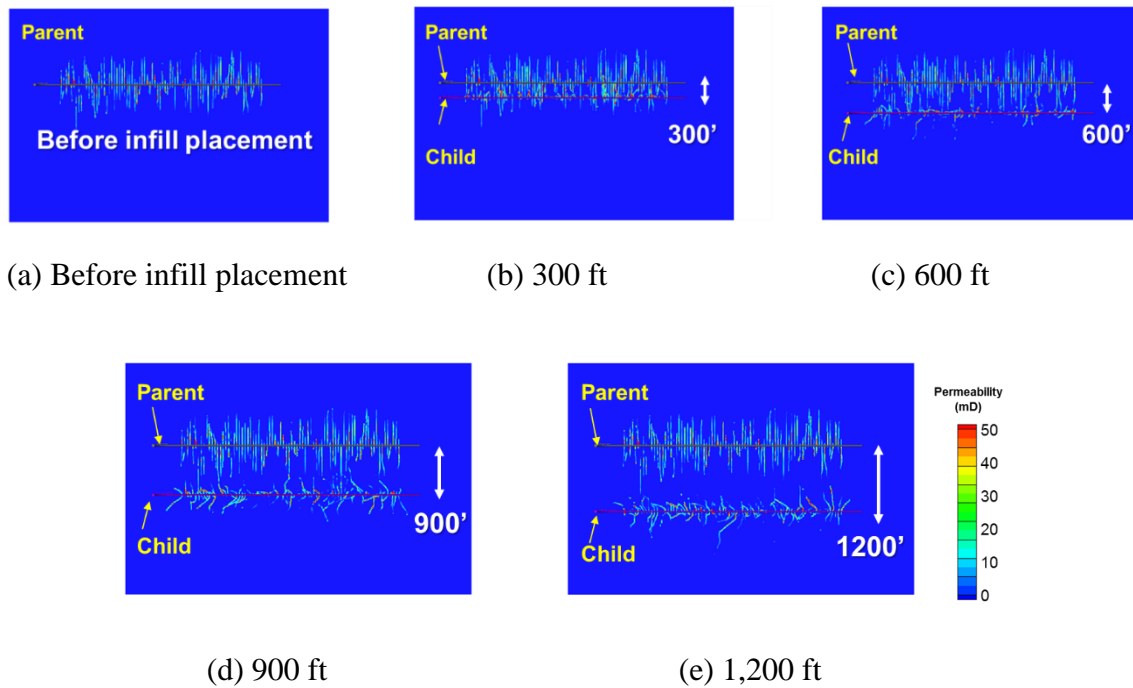 Parent
Before infill placement
Parent
Child
300’
Parent
Child
600’
(a) Before infill placement
(b) 300 ft
(c) 600 ft
Parent
Child
900’
Parent
Child
1200’
Permeability
(mD)
50
40
30
20
10
0
(d) 900 ft
(e) 1,200 ft